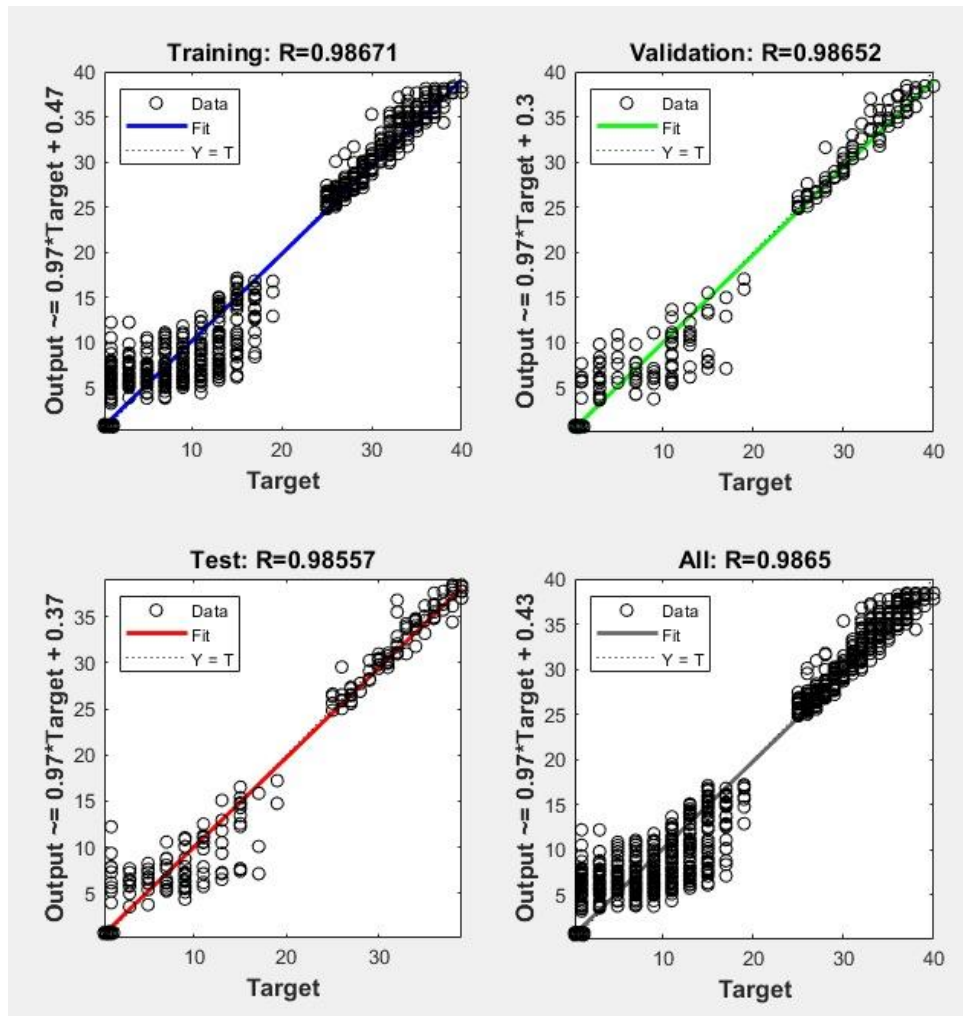 Training: R=0.98671
Output ~= 0.97*Target + 0.47
40
35
30
25
20
15
10
5
Data
Fit
Y = T
10
20
30
40
Target
Validation: R=0.98652
Output ~= 0.97*Target + 0.3
40
35
30
25
20
15
10
5
Data
Fit
Y = T
10
20
30
40
Target
Test: R=0.98557
Output ~= 0.97*Target + 0.37
35
30
25
20
15
10
5
Data
Fit
Y = T
10
20
30
Target
All: R=0.9865
Output ~= 0.97*Target + 0.43
40
35
30
25
20
15
10
5
Data
Fit
Y = T
10
20
30
40
Target